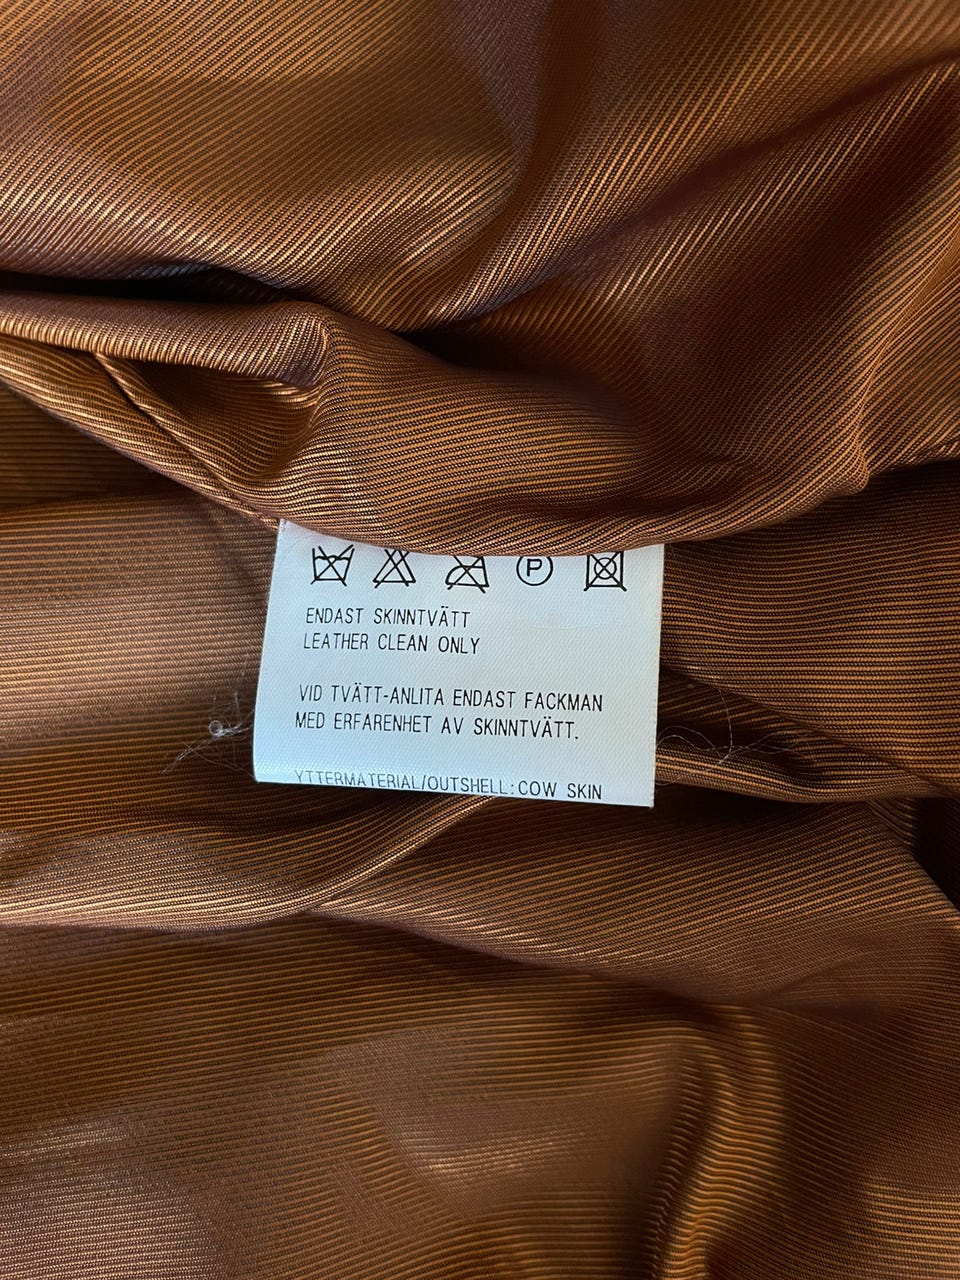 P
ENDAST SKINNTVÄTT
LEATHER CLEAN ONLY
VID TVÄTT-ANLITA ENDAST FACKMAN
MED ERFARENHET AV SKINNTVÄTT.
YTTERMATERIAL/OUTSHELL:COW SKIN